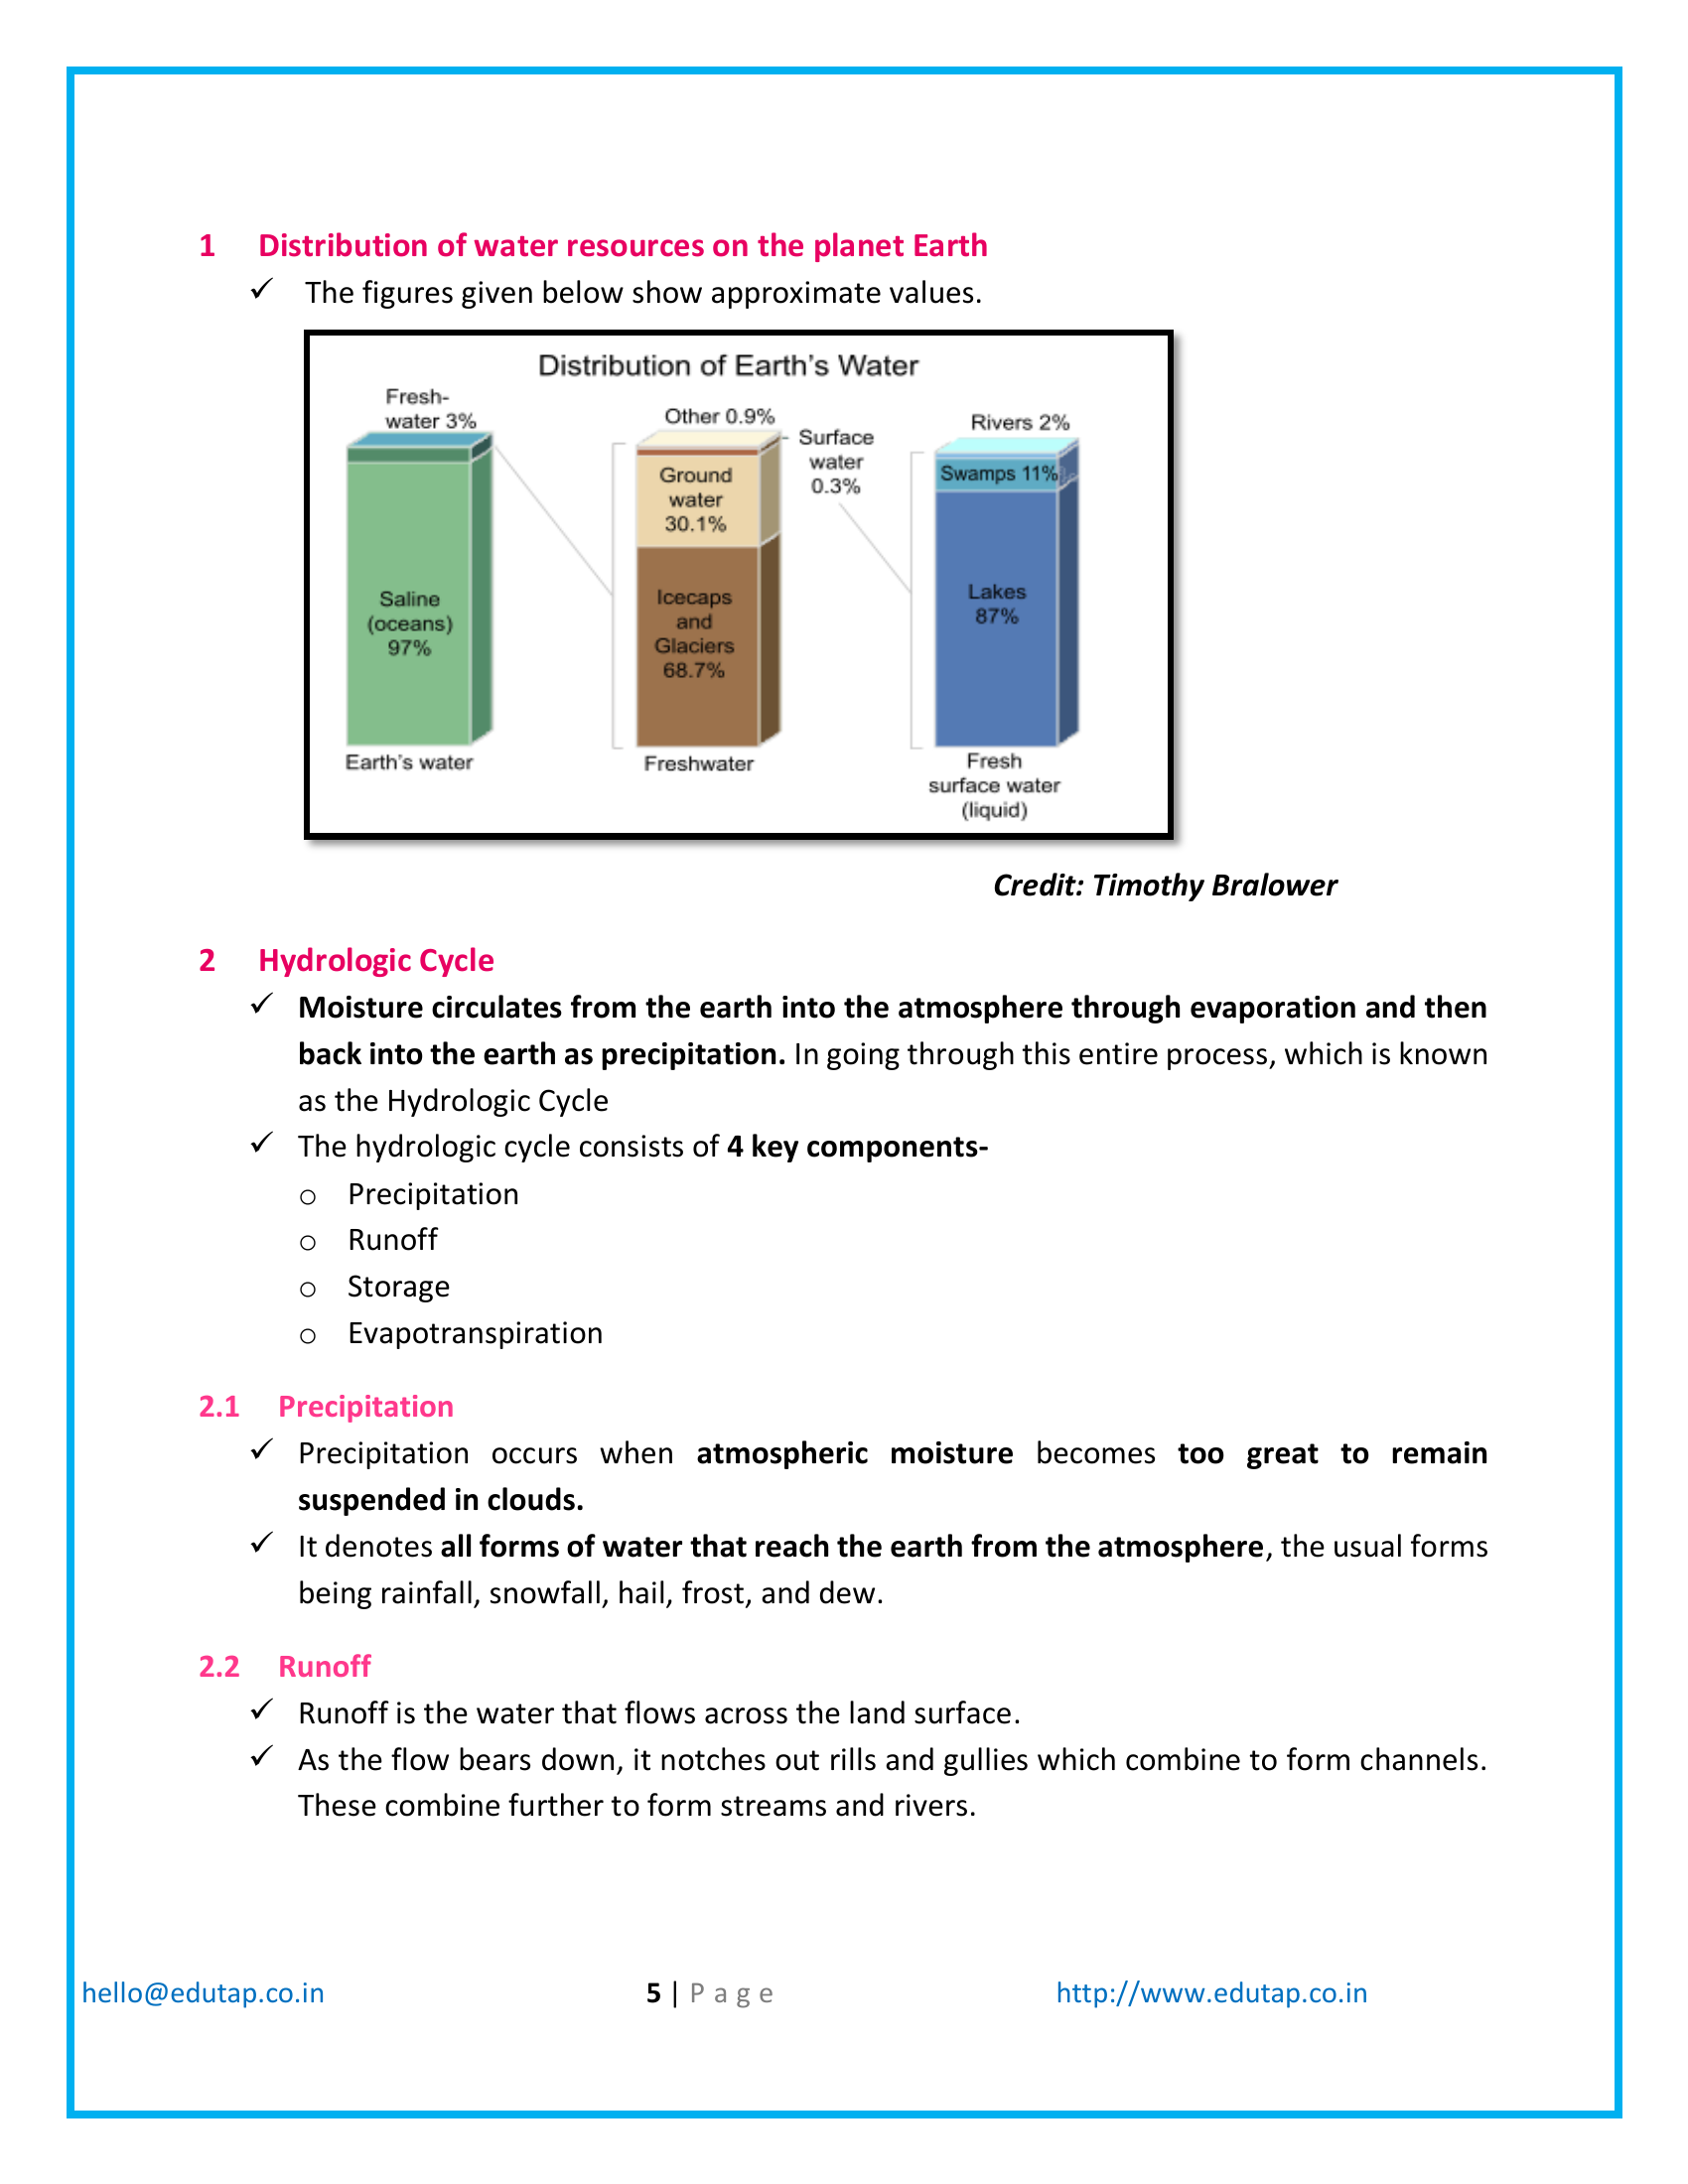 1 Distribution of water resources on the planet Earth
✓ The figures given below show approximate values.
Distribution of Earth's Water
Fresh-
water 3%
Saline
(oceans)
97%
Earth's water
Other 0.9%
Surface
water
0.3%
Ground
water
30.1%
Icecaps
and
Glaciers
68.7%
Freshwater
Rivers 2%
Swamps 11%
Lakes
87%
Fresh
surface water
(liquid)
Credit: Timothy Bralower
2 Hydrologic Cycle
✓ Moisture circulates from the earth into the atmosphere through evaporation and then
back into the earth as precipitation. In going through this entire process, which is known
as the Hydrologic Cycle
✓ The hydrologic cycle consists of 4 key components-
o Precipitation
o Runoff
o Storage
o Evapotranspiration
2.1 Precipitation
✓ Precipitation occurs when atmospheric moisture becomes too great to remain
suspended in clouds.
✓ It denotes all forms of water that reach the earth from the atmosphere, the usual forms
being rainfall, snowfall, hail, frost, and dew.
2.2 Runoff
✓ Runoff is the water that flows across the land surface.
✓ As the flow bears down, it notches out rills and gullies which combine to form channels.
These combine further to form streams and rivers.
hello@edutap.co.in 5 | Page http://www.edutap.co.in